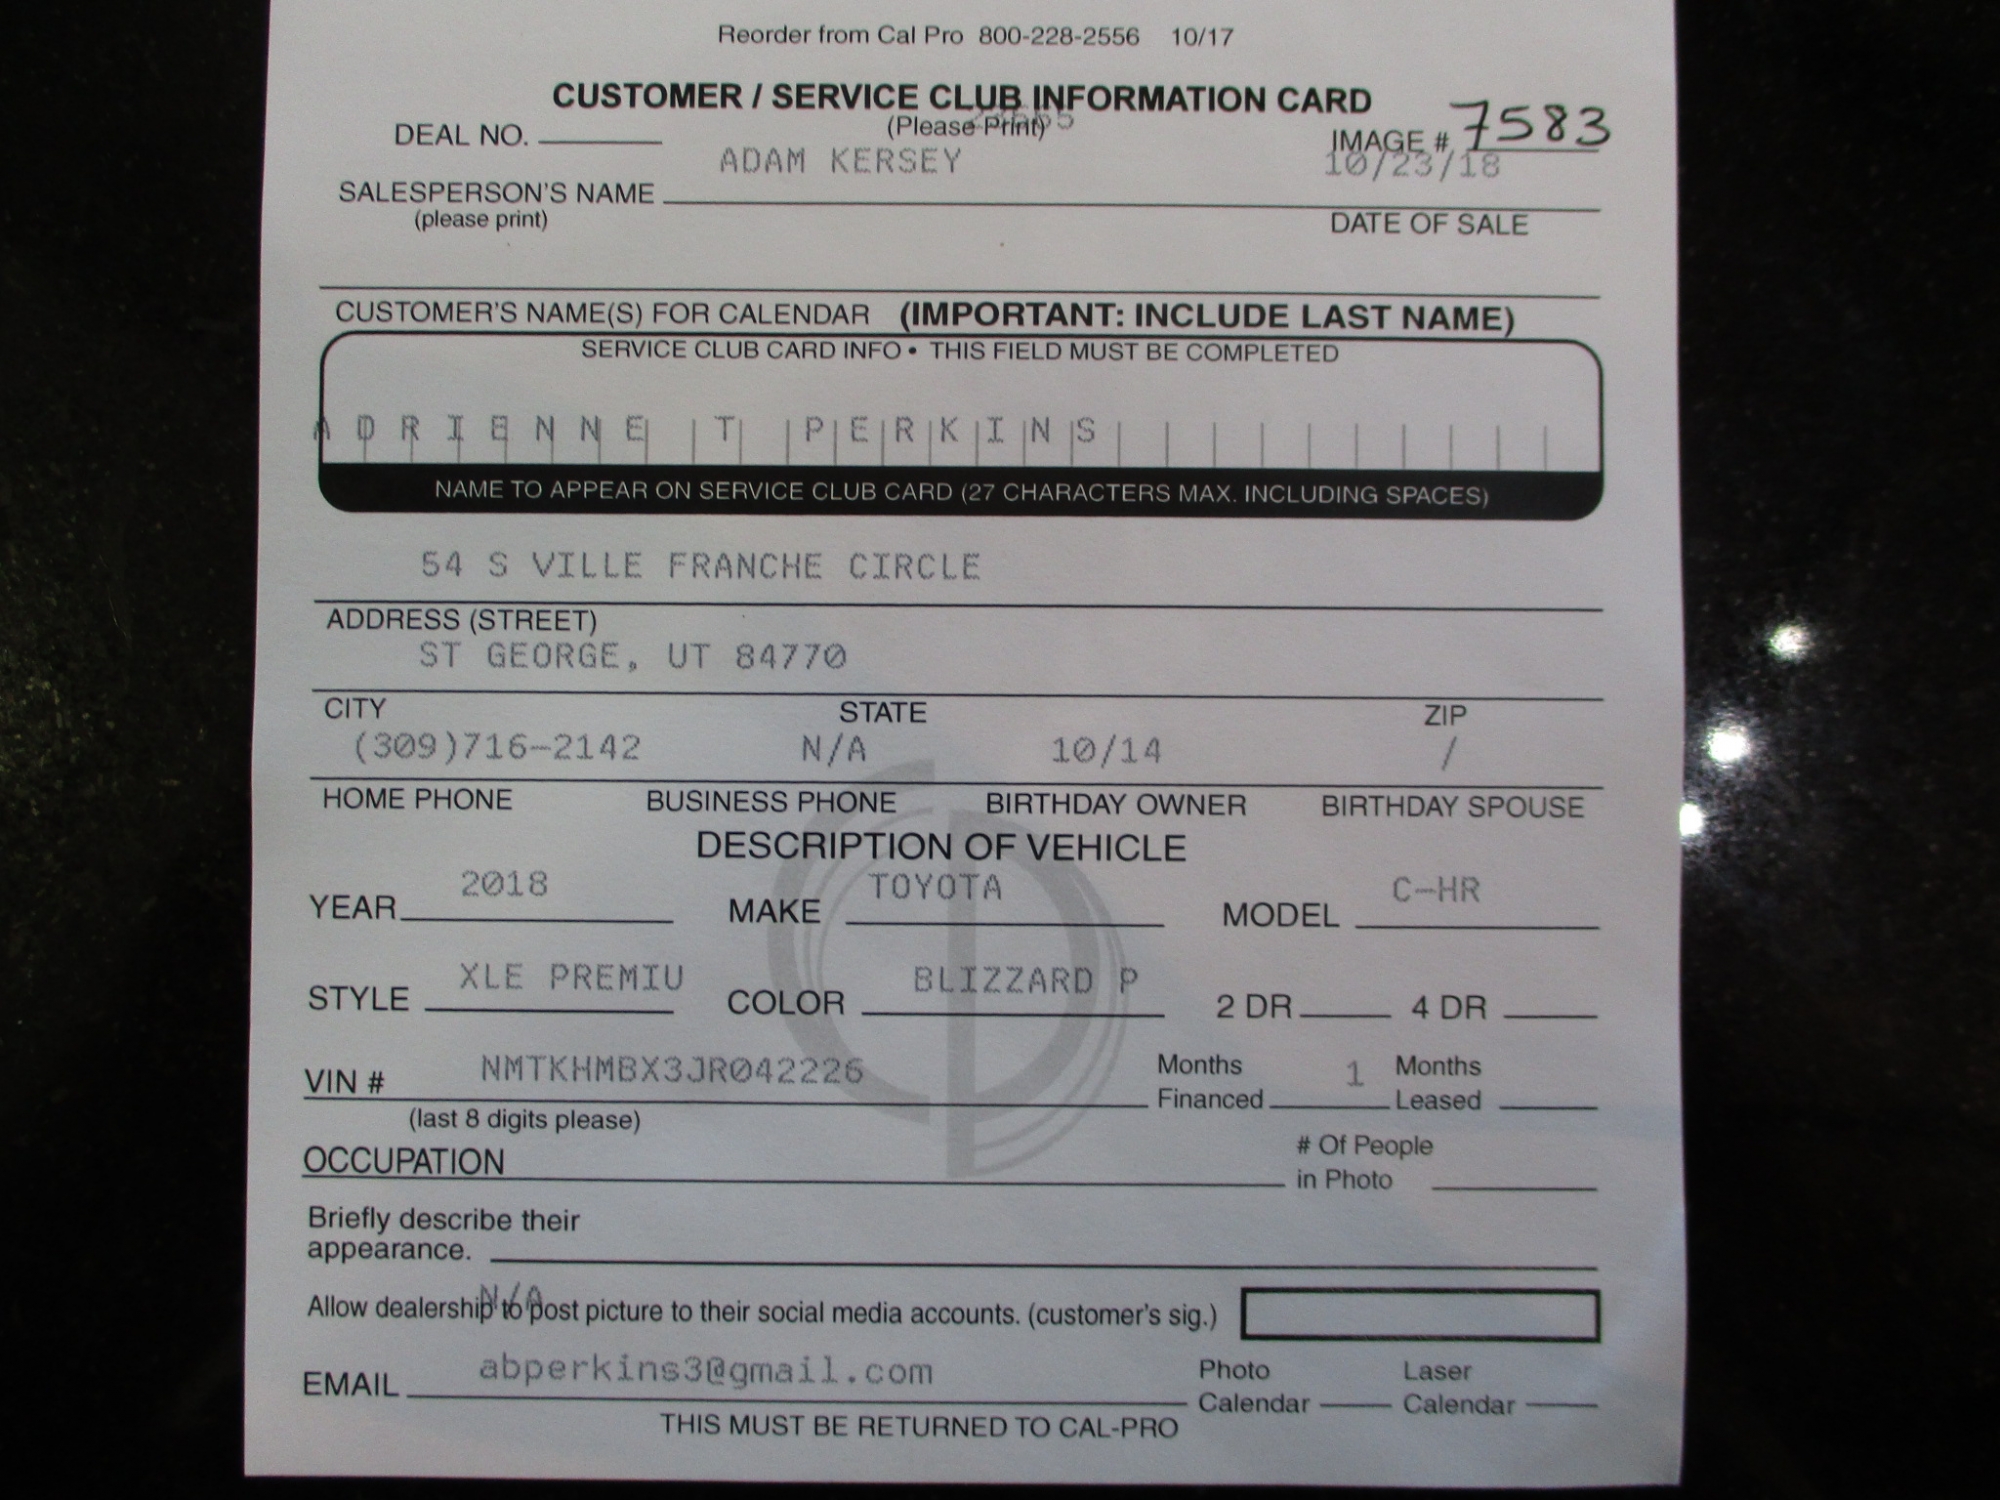 Reorder from Cal Pro 800-228-2556 10/17
CUSTOMER / SERVICE CLUB INFORMATION CARD
(Please Print)
DEAL NO. IMAGE # 7583
ADAM KERSEY 10/23/18
SALESPERSON'S NAME
(please print) DATE OF SALE
CUSTOMER'S NAME(S) FOR CALENDAR (IMPORTANT: INCLUDE LAST NAME)
SERVICE CLUB CARD INFO • THIS FIELD MUST BE COMPLETED
ADRIENNE T PERKINS
NAME TO APPEAR ON SERVICE CLUB CARD (27 CHARACTERS MAX. INCLUDING SPACES)
54 S VILLE FRANCHE CIRCLE
ADDRESS (STREET)
ST GEORGE, UT 84770
CITY STATE ZIP
(309)716-2142 N/A 10/14 /
HOME PHONE BUSINESS PHONE BIRTHDAY OWNER BIRTHDAY SPOUSE
DESCRIPTION OF VEHICLE
YEAR 2018 MAKE TOYOTA MODEL C-HR
STYLE XLE PREMIU COLOR BLIZZARD P 2 DR 4 DR
VIN # NMTKHMBX3JR042226 Months Financed 1 Months Leased
(last 8 digits please)
OCCUPATION # Of People in Photo
Briefly describe their
appearance.
N/A
Allow dealership to post picture to their social media accounts. (customer's sig.)
EMAIL abperkins3@gmail.com Photo Calendar Laser Calendar
THIS MUST BE RETURNED TO CAL-PRO